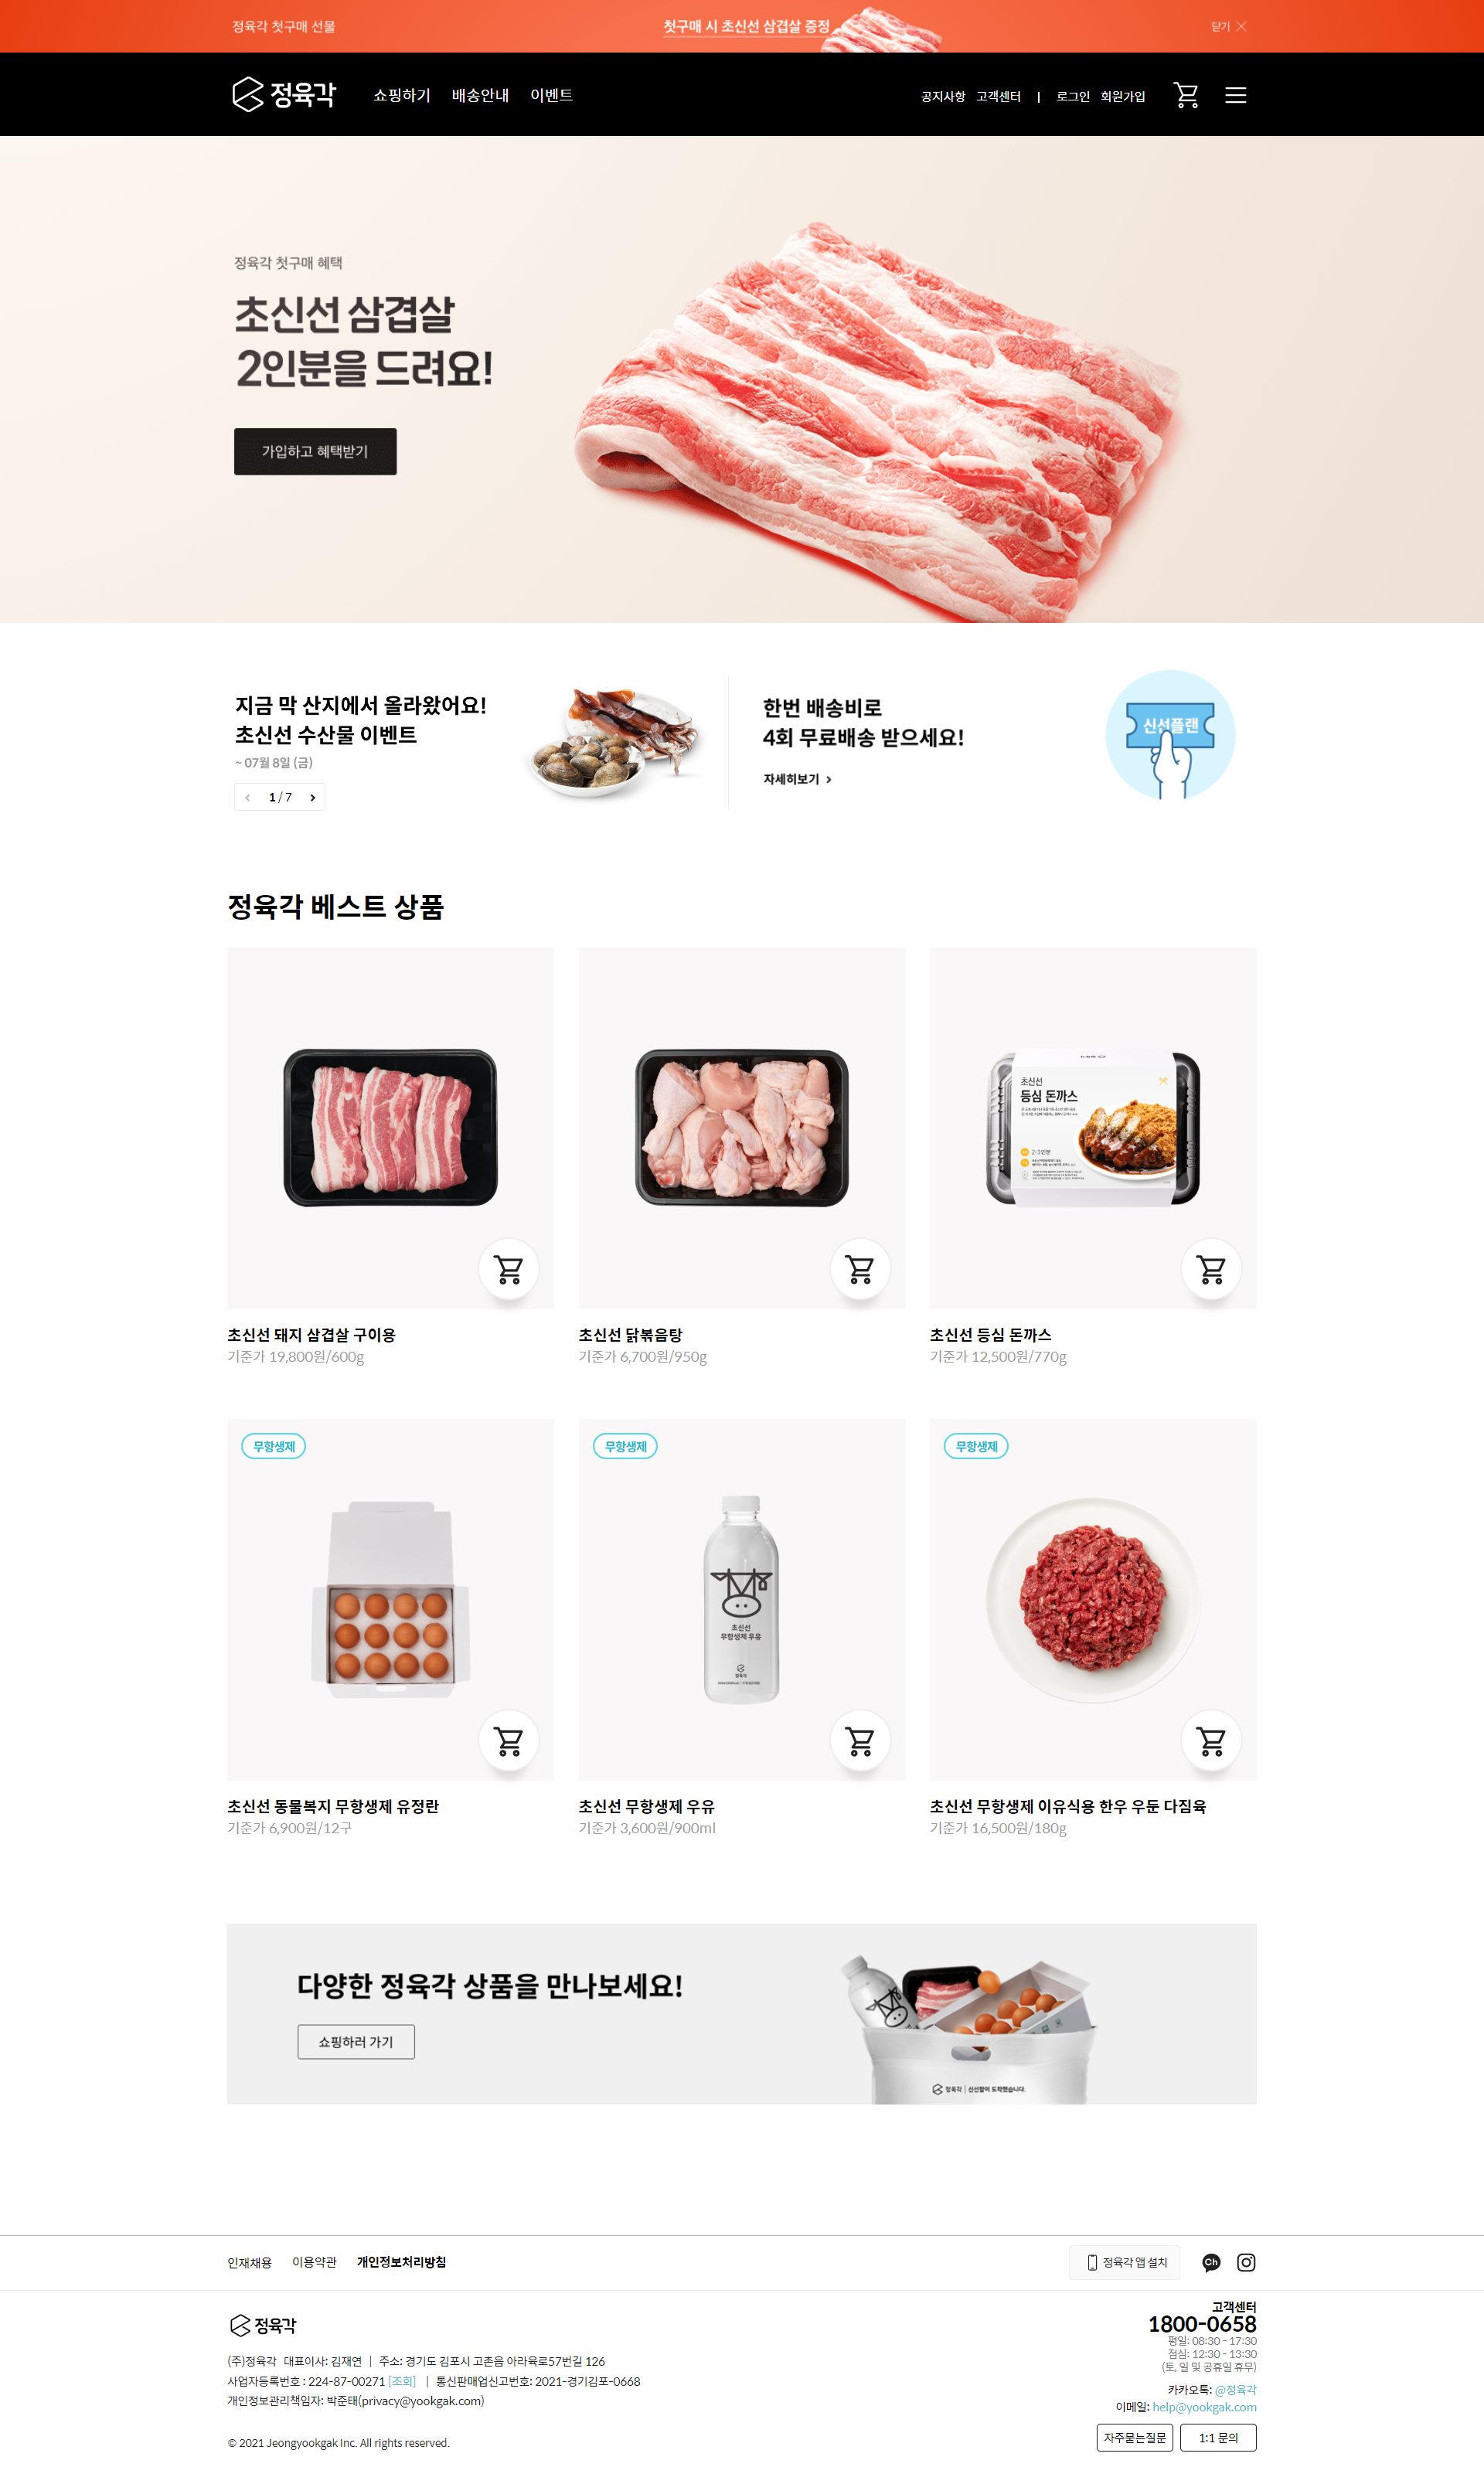 정육각 첫구매 선물
첫구매 시 초신선 삼겹살 증정
닫기
정육각
쇼핑하기 배송안내 이벤트
공지사항 고객센터 | 로그인 회원가입
정육각 첫구매 혜택
초신선 삼겹살
2인분을 드려요!
가입하고 혜택받기
지금 막 산지에서 올라왔어요!
초신선 수산물 이벤트
~ 07월 8일 (금)
1 / 7
한번 배송비로
4회 무료배송 받으세요!
자세히보기
신선플랜
정육각 베스트 상품
초신선
등심 돈까스
2-3인분
초신선 돼지 삼겹살 구이용
기준가 19,800원/600g
초신선 닭볶음탕
기준가 6,700원/950g
초신선 등심 돈까스
기준가 12,500원/770g
무항생제
무항생제
무항생제
초신선
무항생제 우유
정육각
초신선 동물복지 무항생제 유정란
기준가 6,900원/12구
초신선 무항생제 우유
기준가 3,600원/900ml
초신선 무항생제 이유식용 한우 우둔 다짐육
기준가 16,500원/180g
다양한 정육각 상품을 만나보세요!
쇼핑하러 가기
정육각 | 신선함이 도착했습니다.
인재채용 이용약관 개인정보처리방침
정육각 앱 설치
Ch
정육각
(주)정육각 대표이사: 김재연 | 주소: 경기도 김포시 고촌읍 아라육로57번길 126
사업자등록번호 : 224-87-00271 [조회] | 통신판매업신고번호: 2021-경기김포-0668
개인정보관리책임자: 박준태(privacy@yookgak.com)
© 2021 Jeongyookgak Inc. All rights reserved.
고객센터
1800-0658
평일: 08:30 - 17:30
점심: 12:30 - 13:30
(토, 일 및 공휴일 휴무)
카카오톡: @정육각
이메일: help@yookgak.com
자주묻는질문
1:1 문의